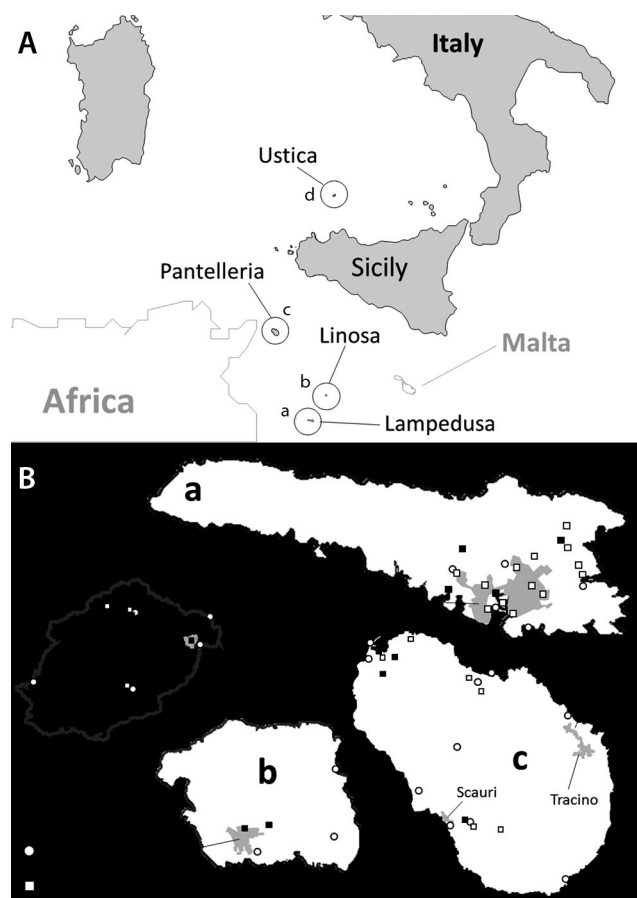 A
Italy
Ustica
d
Sicily
Pantelleria
c
Linosa
Malta
b
Africa
a
Lampedusa
B
a
b
c
Scauri
Tracino